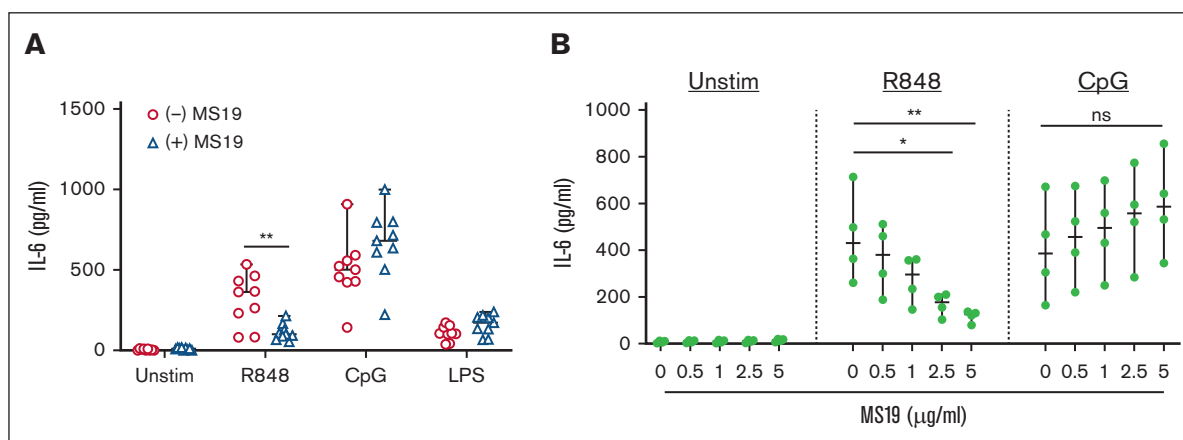 A
IL-6 (pg/ml)
1500
1000
500
0
(–) MS19
(+) MS19
**
Unstim
R848
CpG
LPS
B
IL-6 (pg/ml)
1000
800
600
400
200
0
Unstim
R848
CpG
**
*
ns
0 0.5 1 2.5 5 0 0.5 1 2.5 5 0 0.5 1 2.5 5
MS19 (μg/ml)